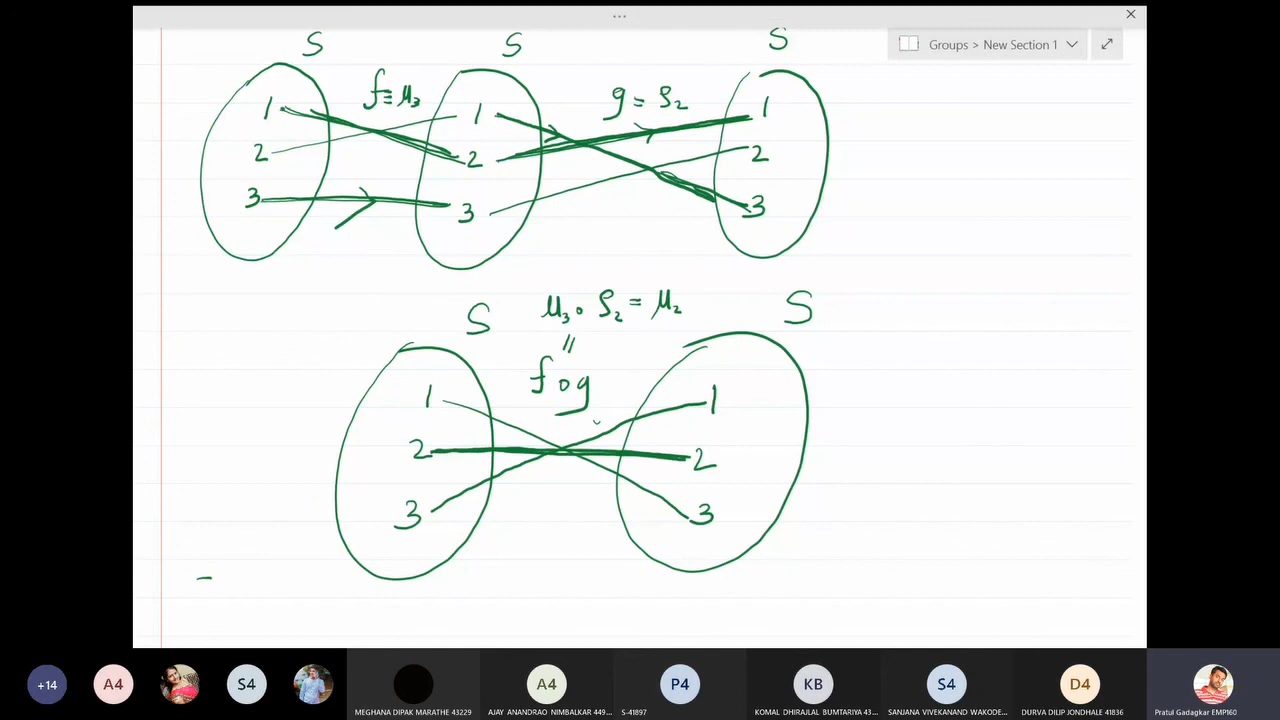 ...
Groups > New Section 1
S S S
f ≡ μ₃
g = ρ₂
1 1 1
2 2 2
3 3 3
μ₃ ∘ ρ₂ = μ₂
S S
=
f o g
1 1
2 2
3 3
+14 A4 S4 A4 P4 KB S4 D4
MEGHANA DIPAK MARATHE 43229 AJAY ANANDRAO NIMBALKAR 449... S-41897 KOMAL DHIRAJLAL BUMTARIYA 43... SANJANA VIVEKANAND WAKODE... DURVA DILIP JONDHALE 41836 Pratul Gadagkar EMP160